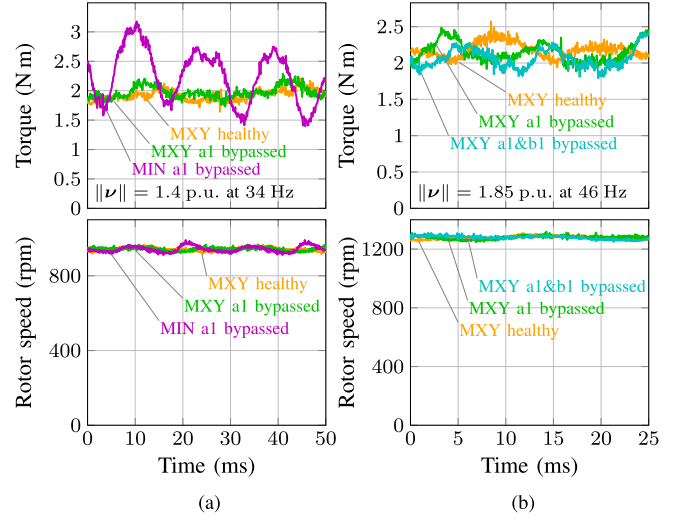 3
2.5
2
1.5
1
0.5
0
Torque (N m)
MXY healthy
MXY a1 bypassed
MIN a1 bypassed
‖ν‖ = 1.4 p.u. at 34 Hz
2.5
2
1.5
1
0.5
0
Torque (N m)
MXY healthy
MXY a1 bypassed
MXY a1&b1 bypassed
‖ν‖ = 1.85 p.u. at 46 Hz
800
400
0
Rotor speed (rpm)
MXY healthy
MXY a1 bypassed
MIN a1 bypassed
0 10 20 30 40 50
Time (ms)
(a)
1200
800
400
0
Rotor speed (rpm)
MXY a1&b1 bypassed
MXY a1 bypassed
MXY healthy
0 5 10 15 20 25
Time (ms)
(b)